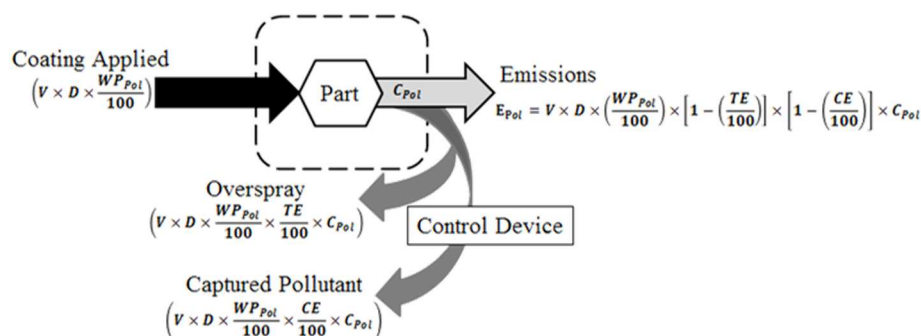 Coating Applied
(V × D × WP_Pol/100)
Part
C_Pol
Emissions
E_Pol = V × D × (WP_Pol/100) × [1 − (TE/100)] × [1 − (CE/100)] × C_Pol
Overspray
(V × D × WP_Pol/100 × TE/100 × C_Pol)
Control Device
Captured Pollutant
(V × D × WP_Pol/100 × CE/100 × C_Pol)